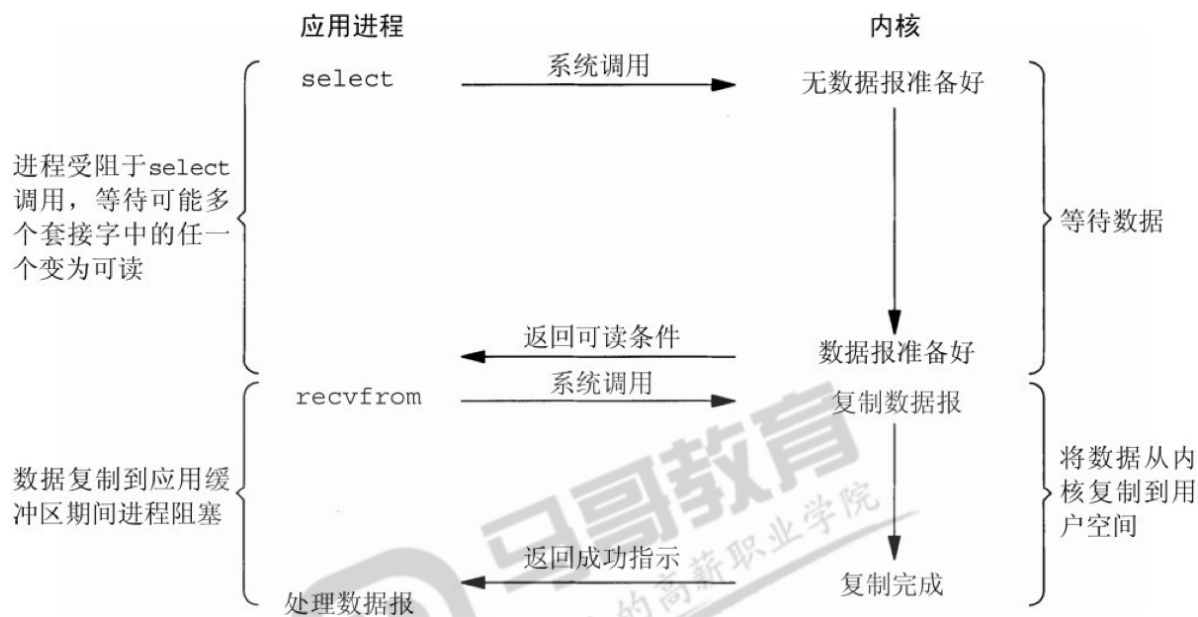 应用进程
内核
select
系统调用
无数据报准备好
进程受阻于select
调用，等待可能多
个套接字中的任一
个变为可读
等待数据
返回可读条件
数据报准备好
recvfrom
系统调用
复制数据报
数据复制到应用缓
冲区期间进程阻塞
将数据从内
核复制到用
户空间
返回成功指示
复制完成
处理数据报
马哥教育
的高薪职业学院